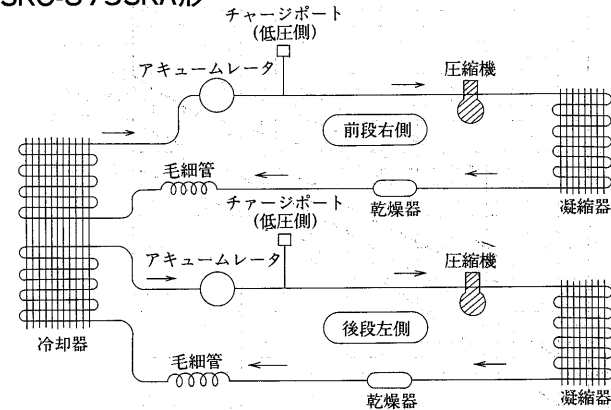 チャージポート
(低圧側)
アキュームレータ
圧縮機
前段右側
毛細管
乾燥器
凝縮器
チャージポート
(低圧側)
アキュームレータ
圧縮機
後段左側
冷却器
毛細管
乾燥器
凝縮器